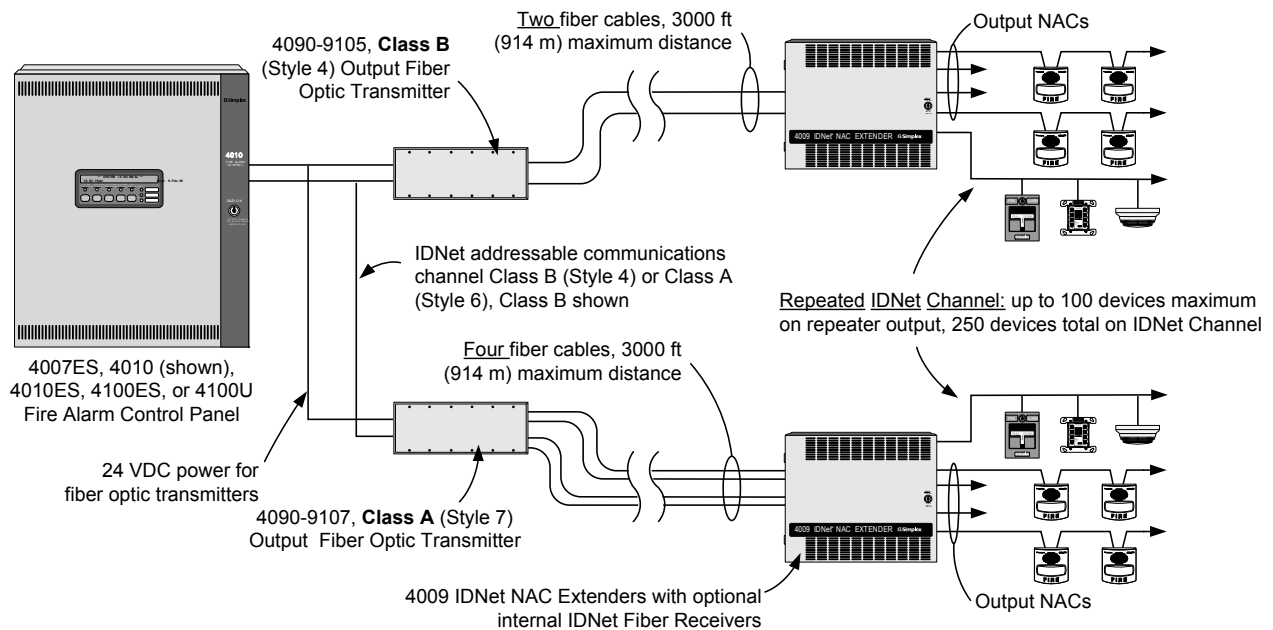 4090-9105, Class B
(Style 4) Output Fiber
Optic Transmitter
Two fiber cables, 3000 ft
(914 m) maximum distance
Output NACs
Simplex
4010
4009 IDNet NAC EXTENDER Simplex
FIRE FIRE
FIRE FIRE
IDNet addressable communications
channel Class B (Style 4) or Class A
(Style 6), Class B shown
Repeated IDNet Channel: up to 100 devices maximum
on repeater output, 250 devices total on IDNet Channel
4007ES, 4010 (shown),
4010ES, 4100ES, or 4100U
Fire Alarm Control Panel
Four fiber cables, 3000 ft
(914 m) maximum distance
24 VDC power for
fiber optic transmitters
4090-9107, Class A (Style 7)
Output Fiber Optic Transmitter
4009 IDNet NAC EXTENDER Simplex
FIRE FIRE
FIRE FIRE
4009 IDNet NAC Extenders with optional
internal IDNet Fiber Receivers
Output NACs